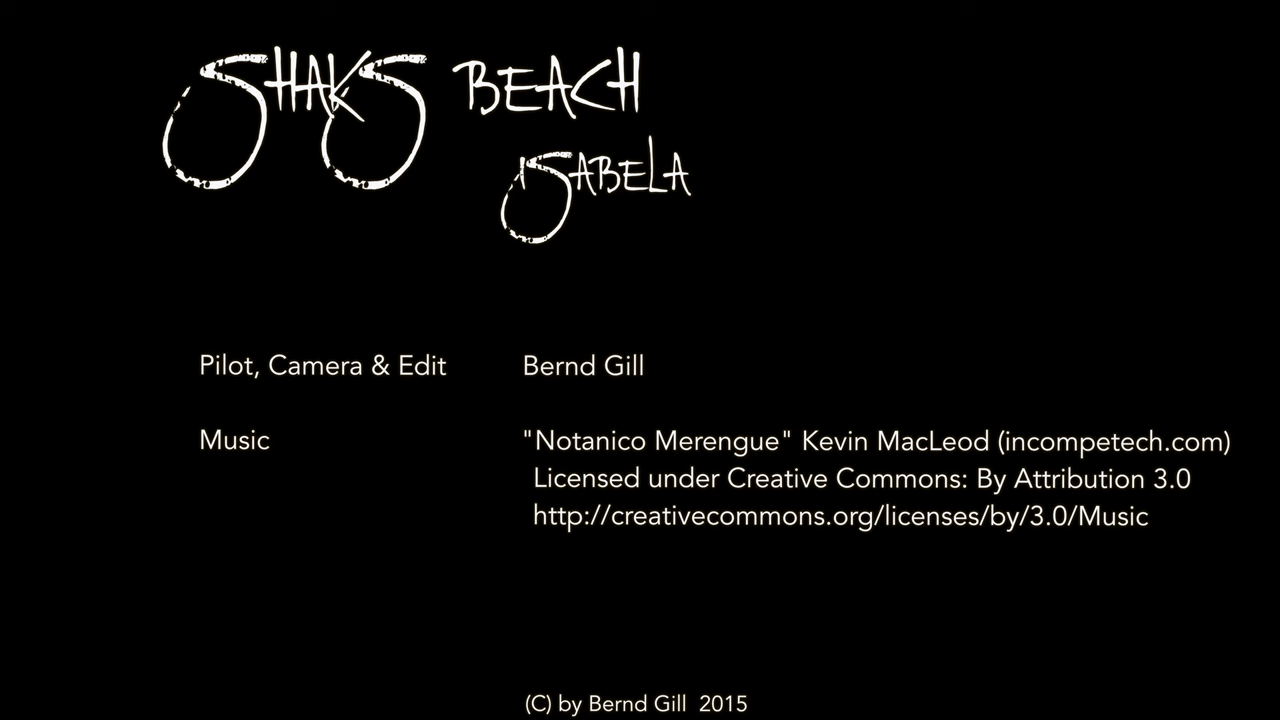 SHAKS BEACH
ISABELA
Pilot, Camera & Edit Bernd Gill
Music "Notanico Merengue" Kevin MacLeod (incompetech.com)
Licensed under Creative Commons: By Attribution 3.0
http://creativecommons.org/licenses/by/3.0/Music
(C) by Bernd Gill 2015